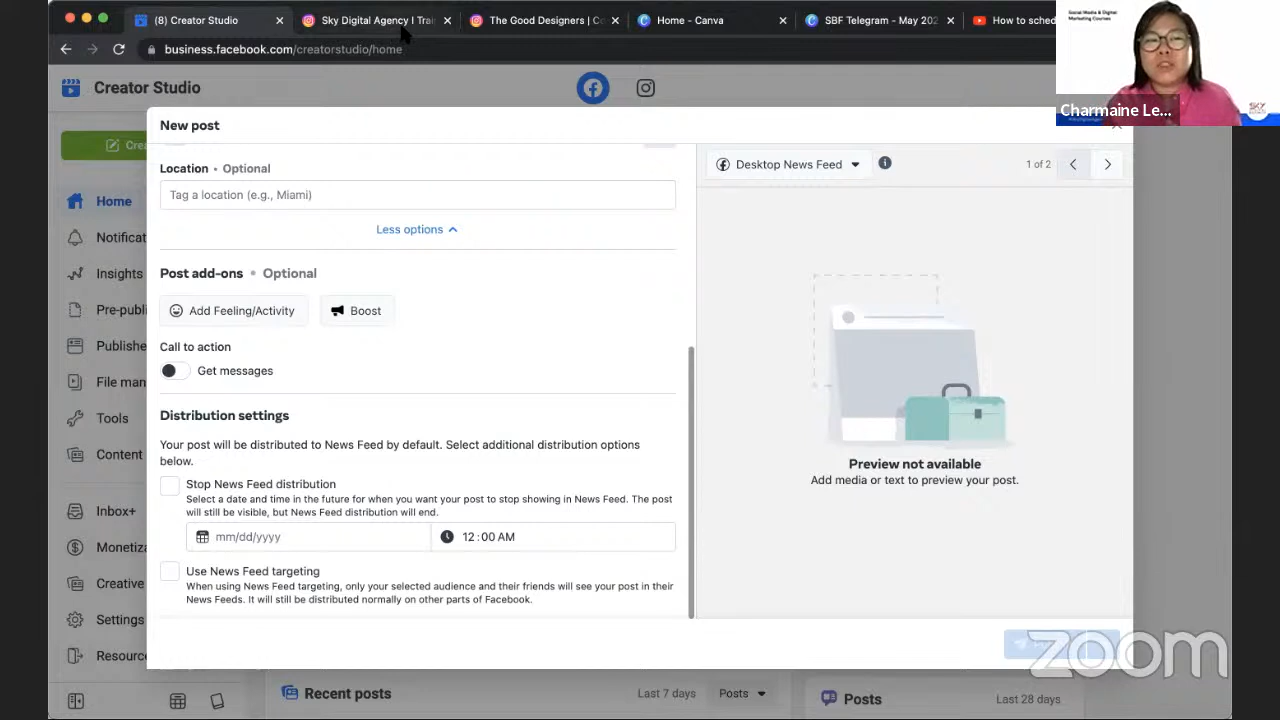 (8) Creator Studio
Sky Digital
The Good Designers | C
Home - Canva
GF Telegram - May 202
How to sched
business.facebook.com/creatorstudio/home
Social Media & Digital
Marketing Courses
Charmaine Le...
SKY
Creator Studio
New post
Home
Notificat
Insights
Pre-publi
Publishe
File man
Tools
Content
Inbox+
Monetiza
Creative
Settings
Resourc
Location • Optional
Tag a location (e.g., Miami)
Less options
Post add-ons • Optional
Add Feeling/Activity
Boost
Call to action
Get messages
Distribution settings
Your post will be distributed to News Feed by default. Select additional distribution options
below.
Stop News Feed distribution
Select a date and time in the future for when you want your post to stop showing in News Feed. The post
will still be visible, but News Feed distribution will end.
mm/dd/yyyy
12:00 AM
Use News Feed targeting
When using News Feed targeting, only your selected audience and their friends will see your post in their
News Feeds. It will still be distributed normally on other parts of Facebook.
Desktop News Feed
1 of 2
Preview not available
Add media or text to preview your post.
zoom
Recent posts
Last 7 days
Posts
Posts
Last 28 days